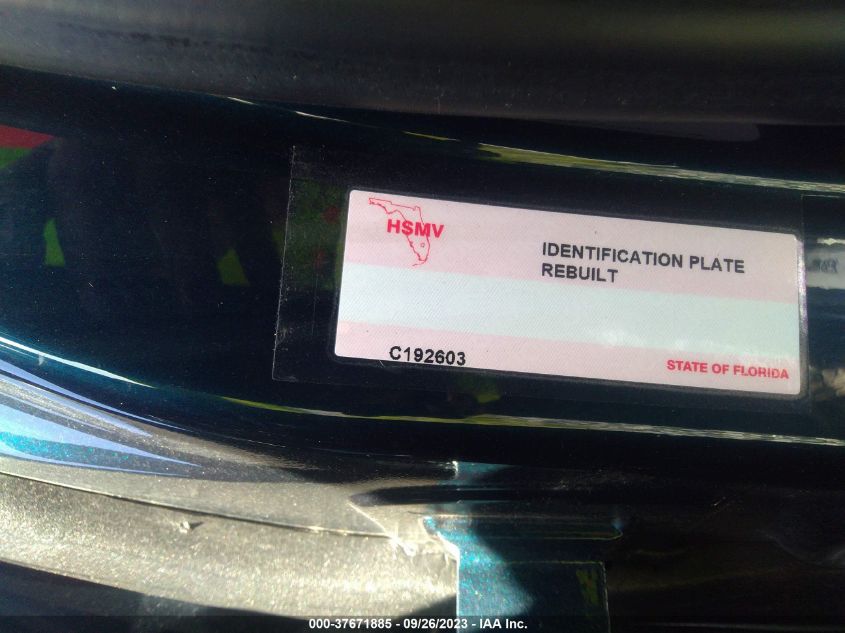 HSMV
IDENTIFICATION PLATE
REBUILT
C192603
STATE OF FLORIDA
000-37671885 - 09/26/2023 - IAA Inc.